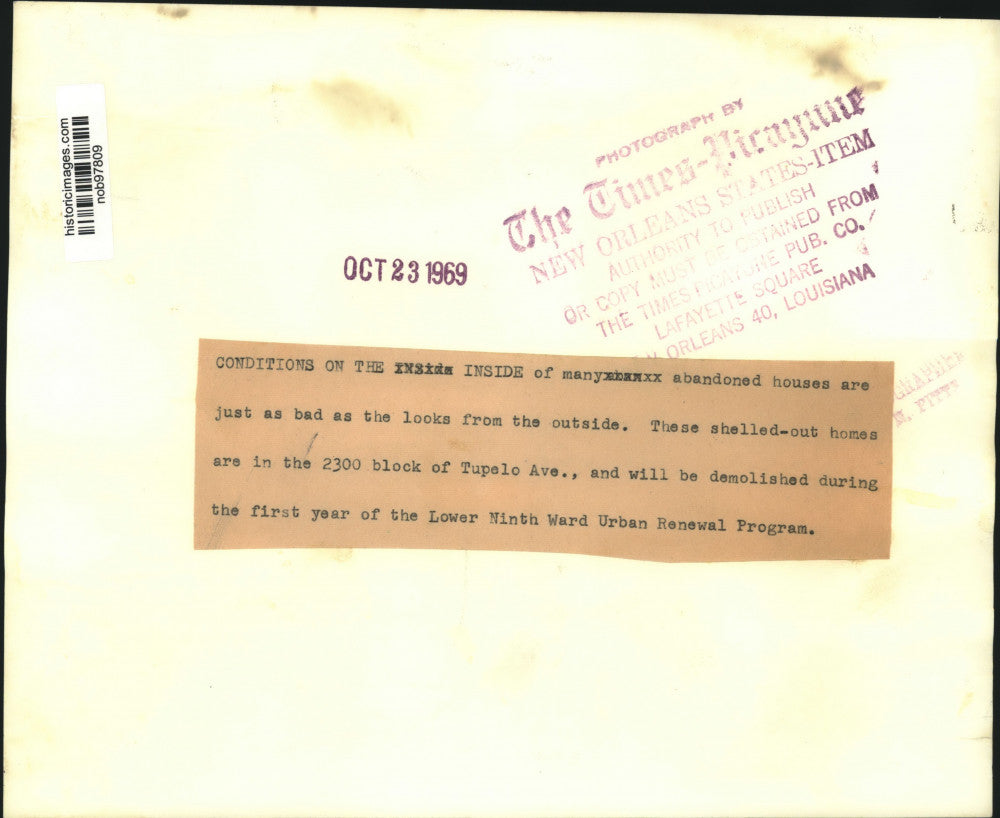 historicimages.com
nob97809
PHOTOGRAPH BY
The Times-Picayune
NEW ORLEANS STATES-ITEM
AUTHORITY TO PUBLISH
OR COPY MUST BE OBTAINED FROM
THE TIMES PICAYUNE PUB. CO.
LAFAYETTE SQUARE
ORLEANS 40, LOUISIANA
OCT 23 1969
CONDITIONS ON THE INSIDE of many abandoned houses are
just as bad as the looks from the outside. These shelled-out homes
are in the 2300 block of Tupelo Ave., and will be demolished during
the first year of the Lower Ninth Ward Urban Renewal Program.